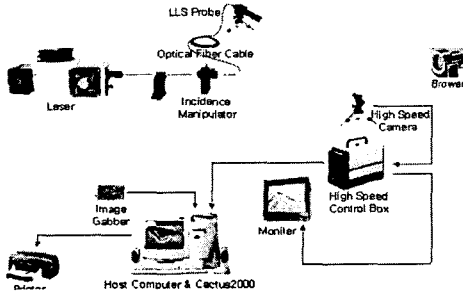 LLS Probe
Optical Fiber Cable
Laser
Incidence
Manipulator
Brower
High Speed
Camera
High Speed
Control Box
Image
Gabber
Moniter
Printer
Host Computer & Cactus2000